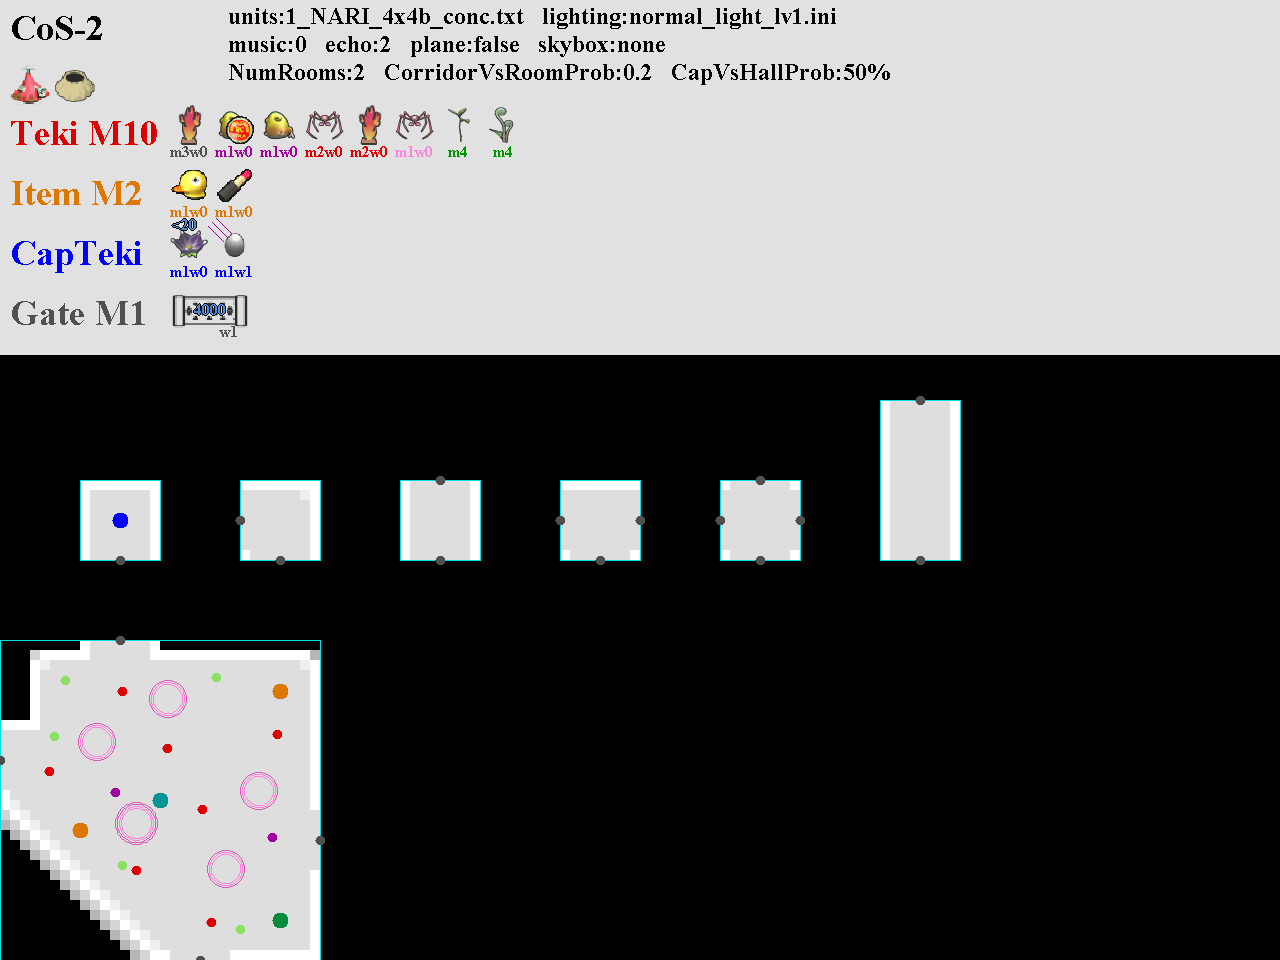 CoS-2
units:1_NARI_4x4b_conc.txt lighting:normal_light_lv1.ini
music:0 echo:2 plane:false skybox:none
NumRooms:2 CorridorVsRoomProb:0.2 CapVsHallProb:50%
Teki M10
m3w0 m1w0 m1w0 m2w0 m2w0 m1w0 m4 m4
Item M2
m1w0 m1w0
<20
CapTeki
m1w0 m1w1
Gate M1
4000
w1